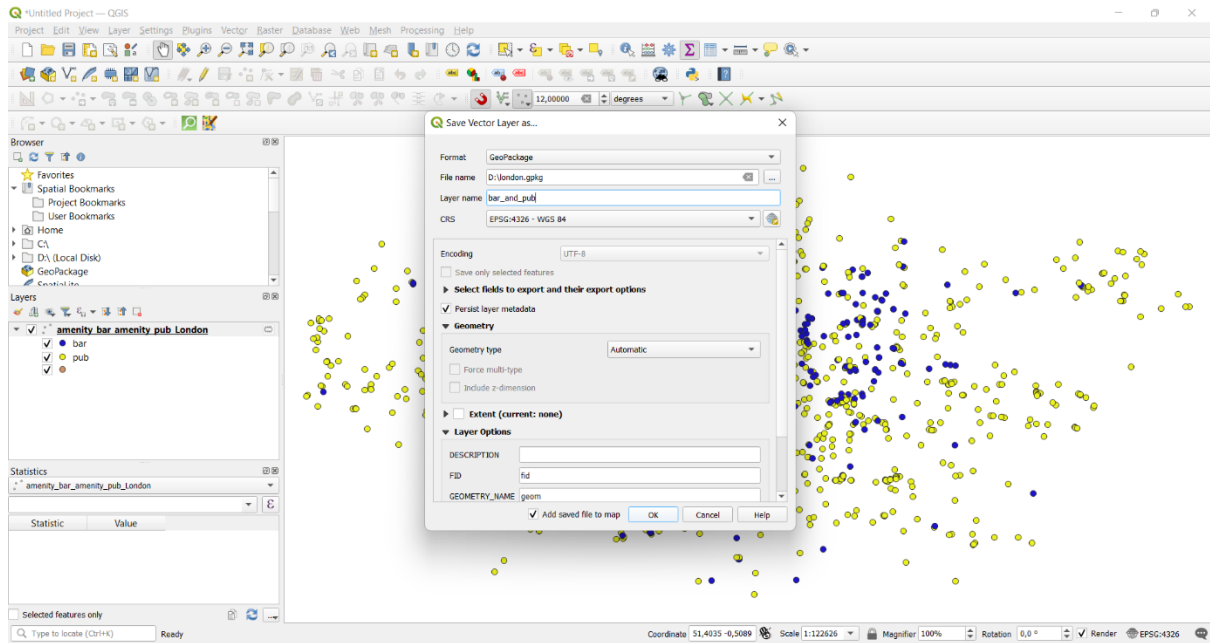 *Untitled Project — QGIS
Project Edit View Layer Settings Plugins Vector Raster Database Web Mesh Processing Help
12,00000 degrees
Browser
Favorites
Spatial Bookmarks
Project Bookmarks
User Bookmarks
Home
C:\
D:\ (Local Disk)
GeoPackage
SpatiaLite
Layers
amenity_bar_amenity_pub_London
bar
pub
Statistics
amenity_bar_amenity_pub_London
Statistic Value
Selected features only
Save Vector Layer as...
Format GeoPackage
File name D:\london.gpkg
Layer name bar_and_pub
CRS EPSG:4326 - WGS 84
Encoding UTF-8
Save only selected features
Select fields to export and their export options
Persist layer metadata
Geometry
Geometry type Automatic
Force multi-type
Include z-dimension
Extent (current: none)
Layer Options
DESCRIPTION
FID fid
GEOMETRY_NAME geom
Add saved file to map OK Cancel Help
Type to locate (Ctrl+K) Ready Coordinate 51,4035 -0,5089 Scale 1:122626 Magnifier 100% Rotation 0,0 ° Render EPSG:4326